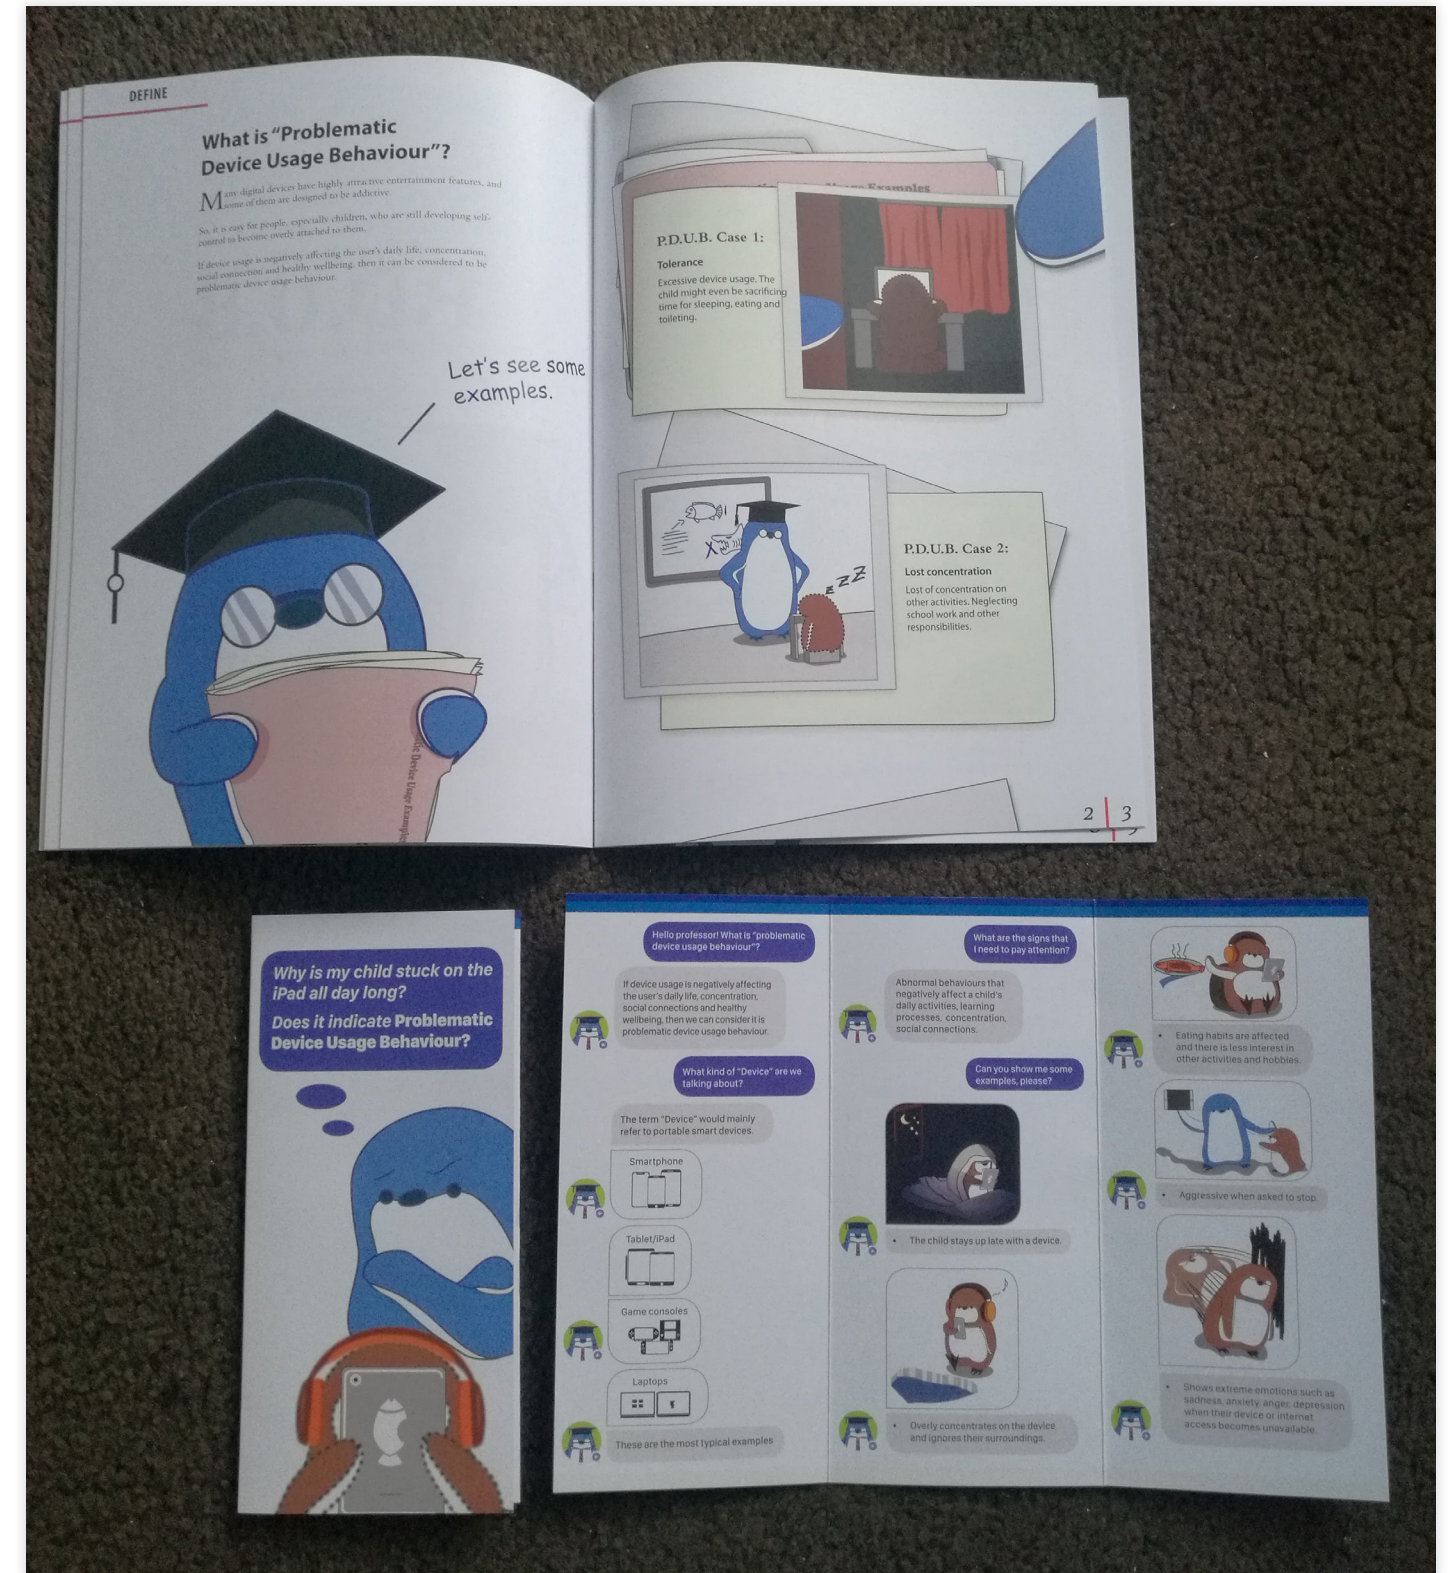 DEFINE
What is “Problematic
Device Usage Behaviour”?
Many digital devices have highly attractive entertainment features, and
some of them are designed to be addictive.
So, it is easy for people, especially children, who are still developing self-
control to become overly attached to them.
If device usage is negatively affecting the user's daily life, concentration,
social connection and healthy wellbeing, then it can be considered to be
problematic device usage behaviour.
Let's see some
examples.
Device Usage Examples
Usage Examples
P.D.U.B. Case 1:
Tolerance
Excessive device usage. The
child might even be sacrificing
time for sleeping, eating and
toileting.
zzZZ
P.D.U.B. Case 2:
Lost concentration
Lost of concentration on
other activities. Neglecting
school work and other
responsibilities.
2 3
Why is my child stuck on the
iPad all day long?
Does it indicate Problematic
Device Usage Behaviour?
Hello professor! What is "problematic
device usage behaviour"?
If device usage is negatively affecting
the user's daily life, concentration,
social connections and healthy
wellbeing, then we can consider it is
problematic device usage behaviour.
What kind of "Device" are we
talking about?
The term "Device" would mainly
refer to portable smart devices.
Smartphone
Tablet/iPad
Game consoles
Laptops
These are the most typical examples
What are the signs that
I need to pay attention?
Abnormal behaviours that
negatively affect a child's
daily activities, learning
processes, concentration,
social connections.
Can you show me some
examples, please?
• The child stays up late with a device.
• Overly concentrates on the device
and ignores their surroundings.
• Eating habits are affected
and there is less interest in
other activities and hobbies.
• Aggressive when asked to stop.
• Shows extreme emotions such as
sadness, anxiety, anger, depression
when their device or internet
access becomes unavailable.